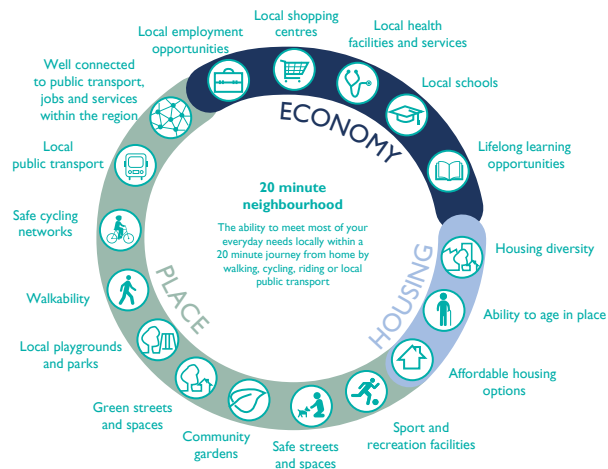 Local shopping
centres
Local health
facilities and services
Local schools
Lifelong learning
opportunities
Housing diversity
Ability to age in place
Affordable housing
options
Sport and
recreation facilities
Safe streets
and spaces
Community
gardens
Green streets
and spaces
Local playgrounds
and parks
Walkability
Safe cycling
networks
Local
public transport
Well connected
to public transport,
jobs and services
within the region
Local employment
opportunities
ECONOMY
HOUSING
PLACE
20 minute
neighbourhood
The ability to meet most of your
everyday needs locally within a
20 minute journey from home by
walking, cycling, riding or local
public transport